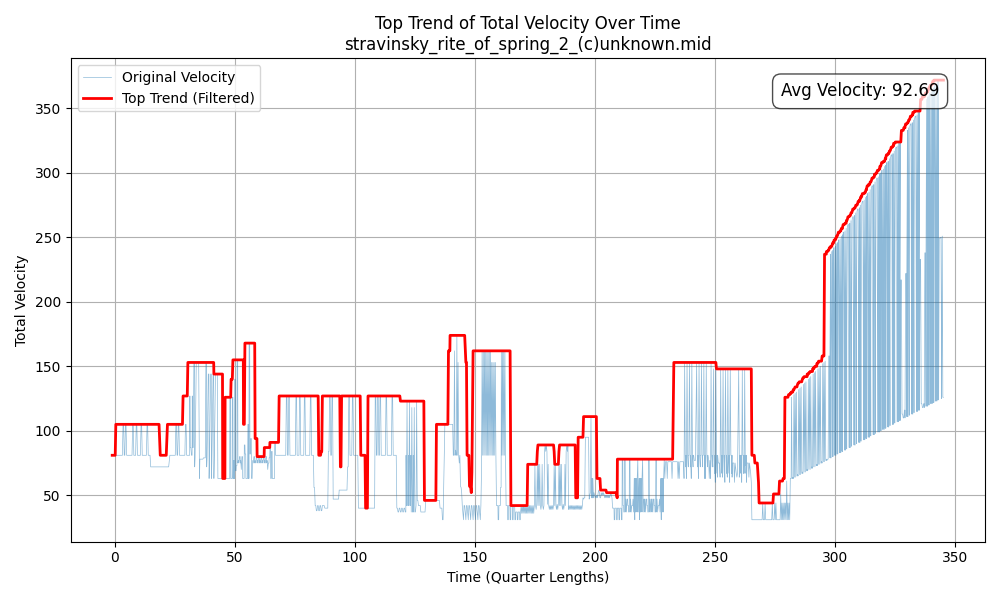 Top Trend of Total Velocity Over Time
stravinsky_rite_of_spring_2_(c)unknown.mid
Original Velocity
Top Trend (Filtered)
Avg Velocity: 92.69
Total Velocity
350
300
250
200
150
100
50
0 50 100 150 200 250 300 350
Time (Quarter Lengths)